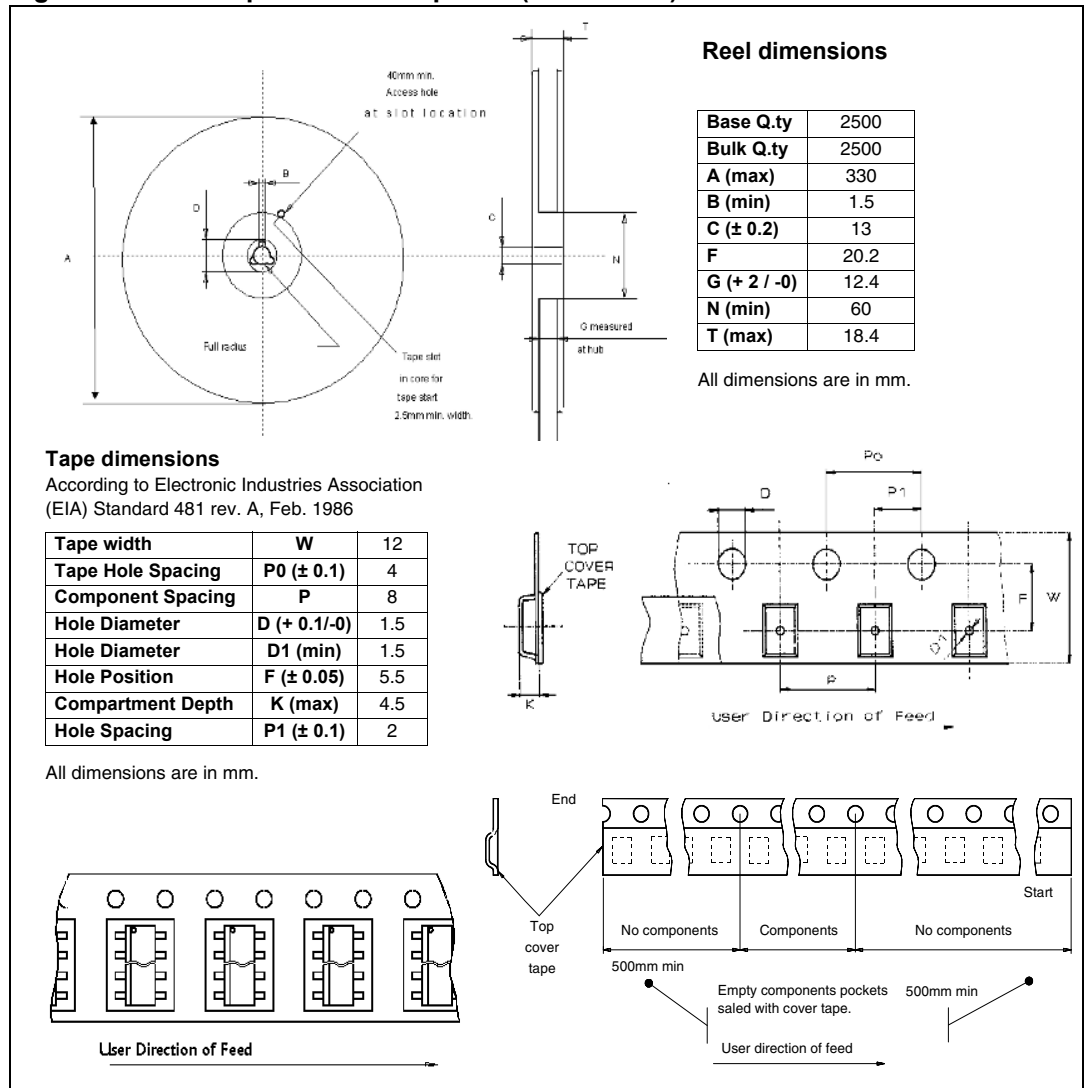 T
Reel dimensions
40mm min.
Access hole
at slot location
Base Q.ty 2500
Bulk Q.ty 2500
A (max) 330
B (min) 1.5
C (± 0.2) 13
F 20.2
G (+ 2 / -0) 12.4
N (min) 60
T (max) 18.4
All dimensions are in mm.
B
D
C
A
N
G measured
at hub
Full radius
Tape slot
in core for
tape start
2.5mm min. width.
Tape dimensions
According to Electronic Industries Association
(EIA) Standard 481 rev. A, Feb. 1986
Tape width W 12
Tape Hole Spacing P0 (± 0.1) 4
Component Spacing P 8
Hole Diameter D (+ 0.1/-0) 1.5
Hole Diameter D1 (min) 1.5
Hole Position F (± 0.05) 5.5
Compartment Depth K (max) 4.5
Hole Spacing P1 (± 0.1) 2
All dimensions are in mm.
Po
D
P1
TOP
COVER
TAPE
F
W
D1
K
P
User Direction of Feed
End
Start
Top
cover
tape
No components
Components
No components
500mm min
Empty components pockets
saled with cover tape.
500mm min
User direction of feed
User Direction of Feed